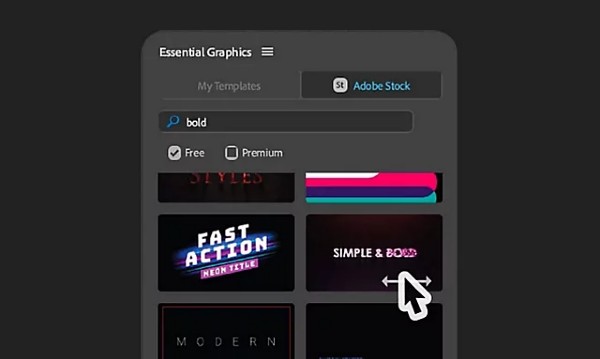 Essential Graphics
My Templates
St Adobe Stock
bold
Free
Premium
STYLES
FAST
ACTION
NEON TITLE
SIMPLE & BOLD
MODERN